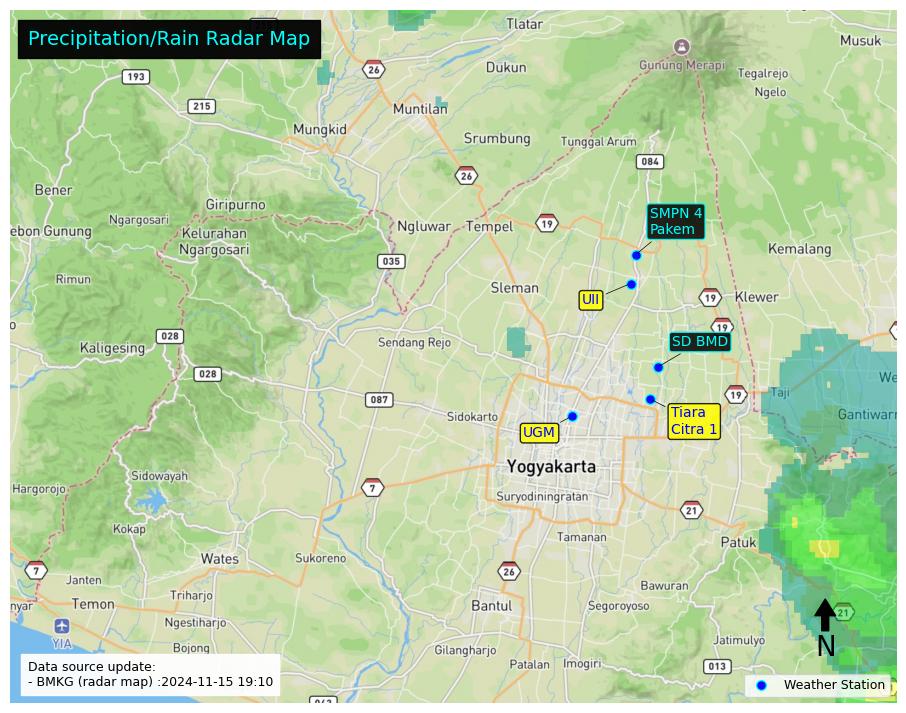 Precipitation/Rain Radar Map
Tlatar
Musuk
26
Gunung Merapi
193
Dukun
Tegalrejo
Ngelo
215
Muntilan
Mungkid
Srumbung
Tunggal Arum
084
26
Bener
Giripurno
SMPN 4
Pakem
Ngargosari
Ngluwar
Tempel
19
ebon Gunung
Kelurahan
Ngargosari
Kemalang
035
Rimun
Sleman
UII
19
Klewer
028
19
Sendang Rejo
SD BMD
Kaligesing
028
We
19
Taji
087
Tiara
Citra 1
Gantiwarn
Sidokarto
UGM
Yogyakarta
Sidowayah
Hargorojo
7
Suryodiningratan
21
Kokap
Tamanan
Patuk
Wates
Sukoreno
7
26
Janten
Bawuran
Triharjo
nyar
Temon
Bantul
Segoroyoso
21
Ngestiharjo
YIA
Jatimulyo
N
Bojong
Gilangharjo
Patalan
Imogiri
013
Data source update:
- BMKG (radar map) :2024-11-15 19:10
Weather Station